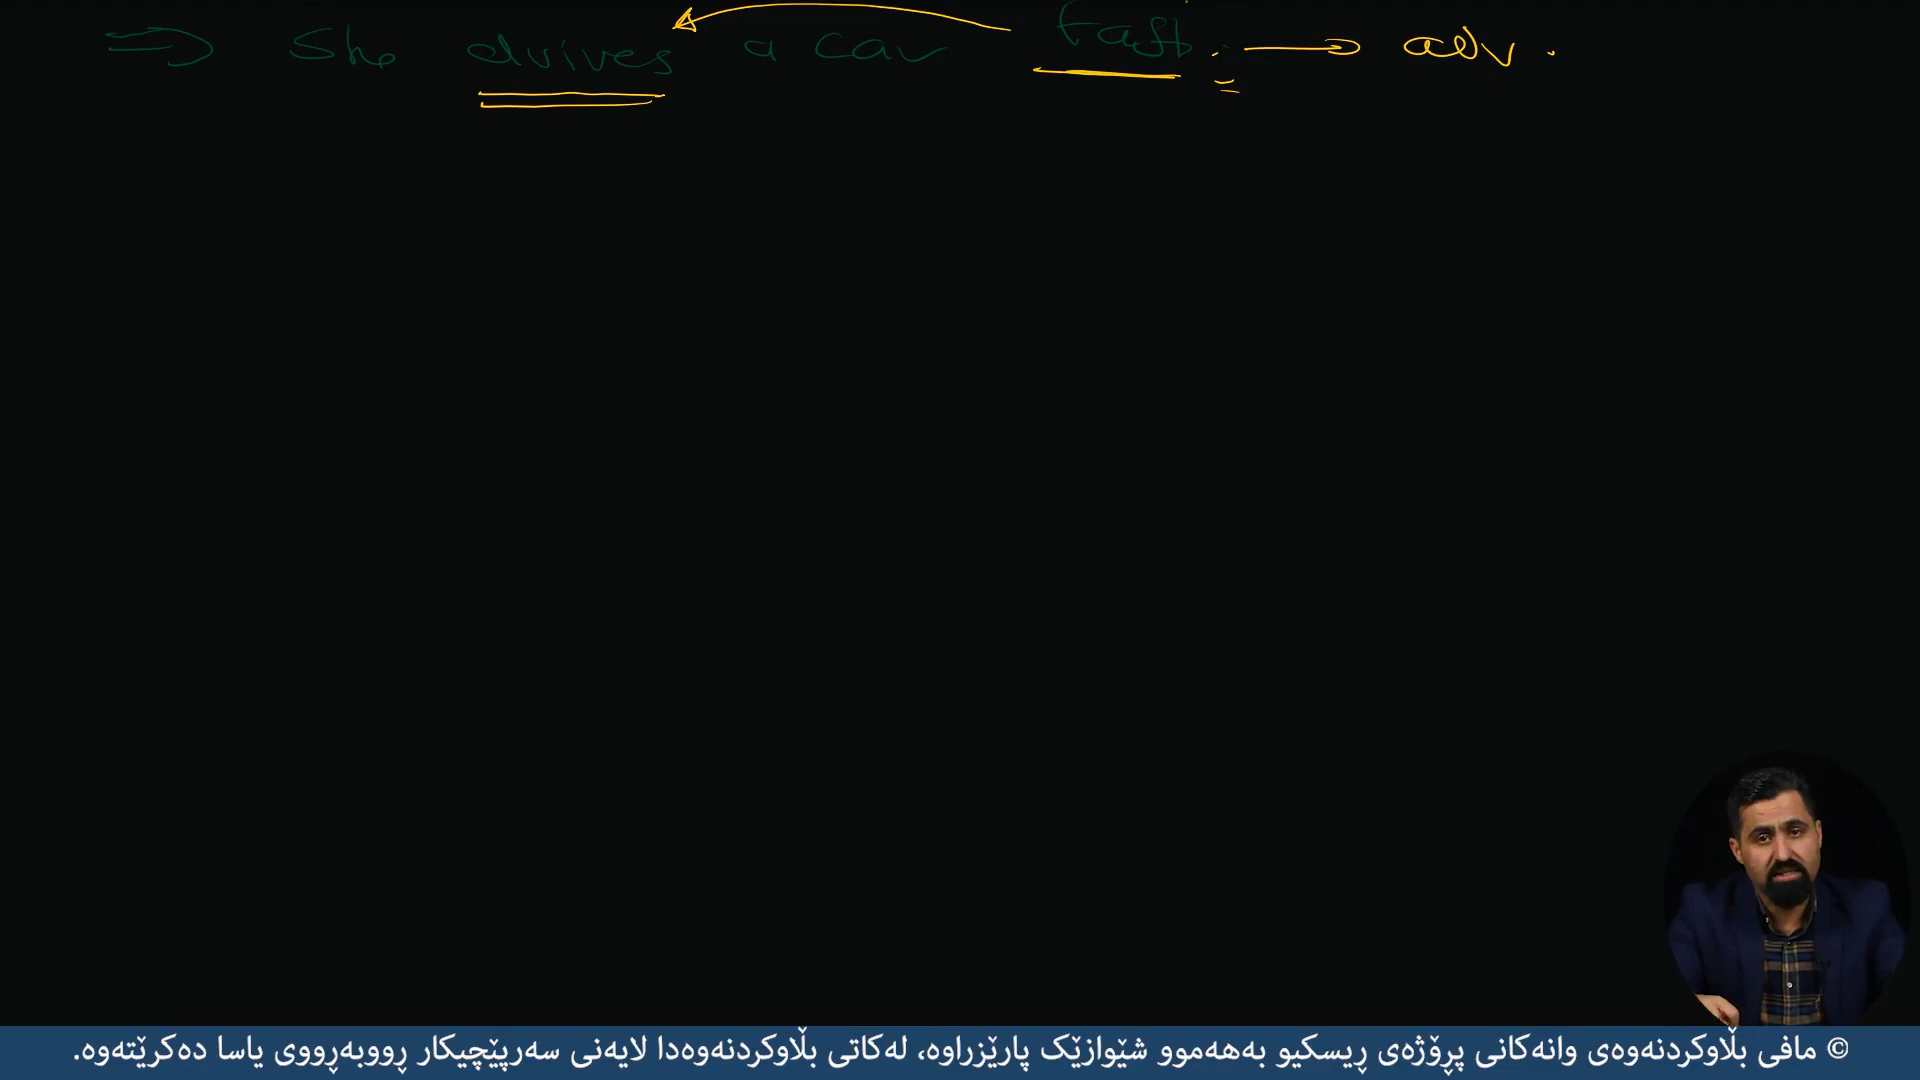 ⇒ She drives a car fast. → adv.
© مافی بڵاوکردنەوەی وانەکانی پڕۆژەی ڕیسکیو بەهەموو شێوازێک پارێزراوە، لەکاتی بڵاوکردنەوەدا لایەنی سەرپێچیکار ڕووبەڕووی یاسا دەکرێتەوە.